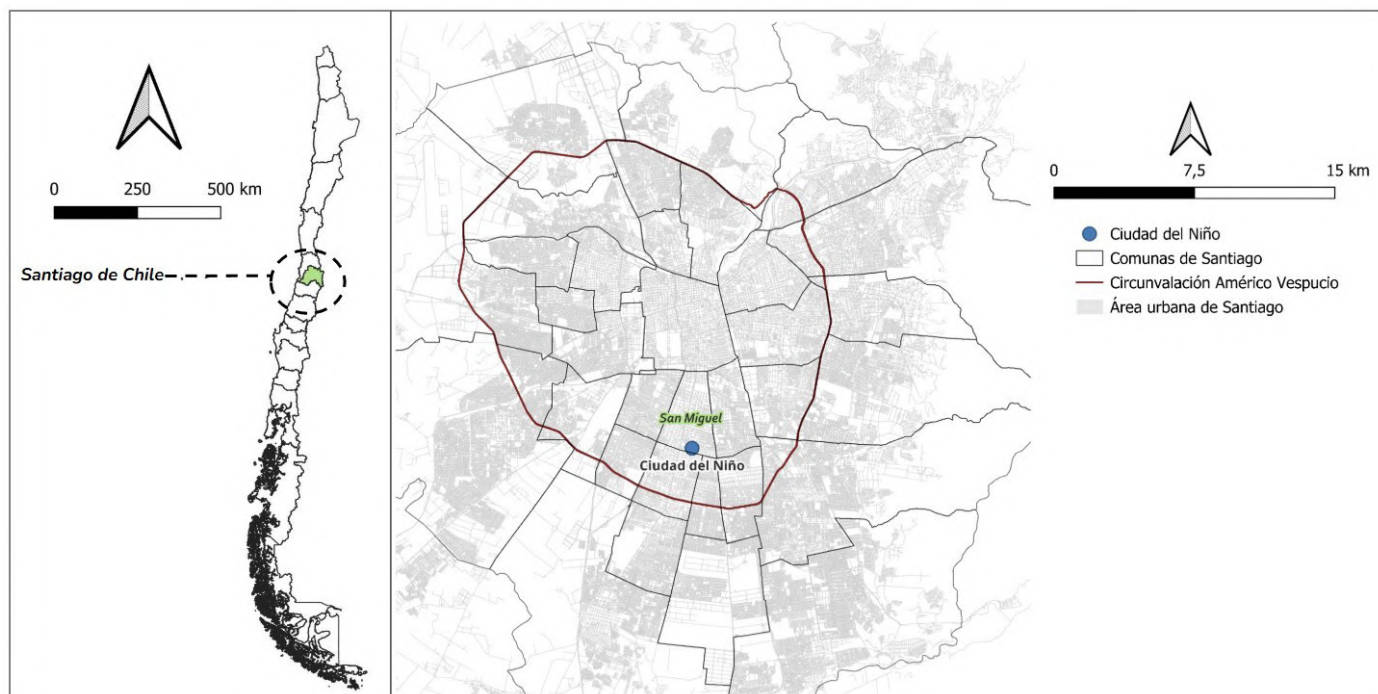 0 250 500 km
Santiago de Chile
San Miguel
Ciudad del Niño
0 7,5 15 km
Ciudad del Niño
Comunas de Santiago
Circunvalación Américo Vespucio
Área urbana de Santiago